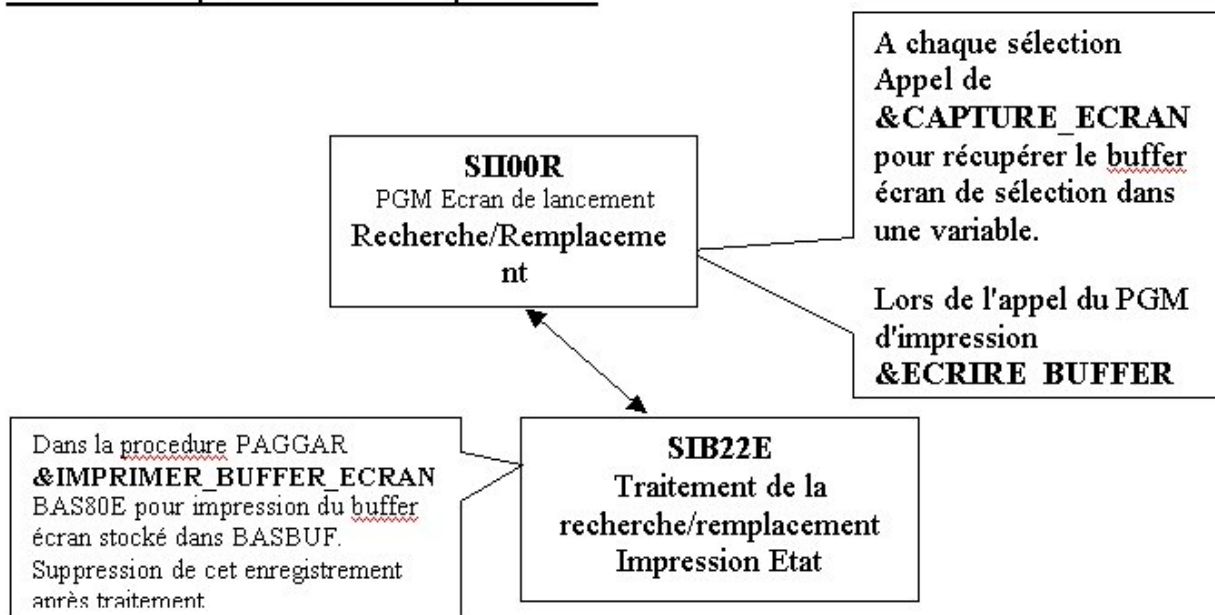 A chaque sélection
Appel de
&CAPTURE_ECRAN
pour récupérer le buffer
écran de sélection dans
une variable.
Lors de l'appel du PGM
d'impression
&ECRIRE_BUFFER
SII00R
PGM Ecran de lancement
Recherche/Remplaceme
nt
Dans la procedure PAGGAR
&IMPRIMER_BUFFER_ECRAN
BAS80E pour impression du buffer
écran stocké dans BASBUF.
Suppression de cet enregistrement
après traitement
SIB22E
Traitement de la
recherche/remplacement
Impression Etat